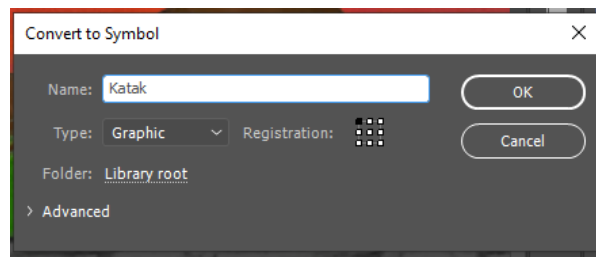 Convert to Symbol
Name: Katak
OK
Type: Graphic
Registration:
Cancel
Folder: Library root
Advanced